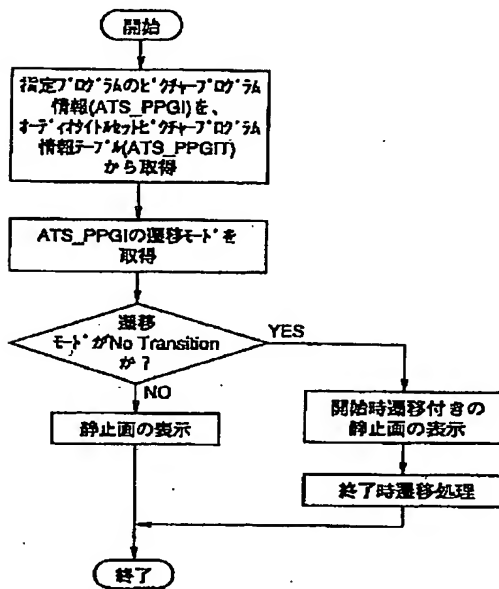 開始
指定プログラムのピクチャープログラム
情報(ATS_PPGI)を、
オーディオタイトルセットピクチャープログラム
情報テーブル(ATS_PPGIT)
から取得
ATS_PPGIの遷移モードを
取得
遷移
モードがNo Transition
か?
YES
NO
静止画の表示
開始時遷移付きの
静止画の表示
終了時遷移処理
終了